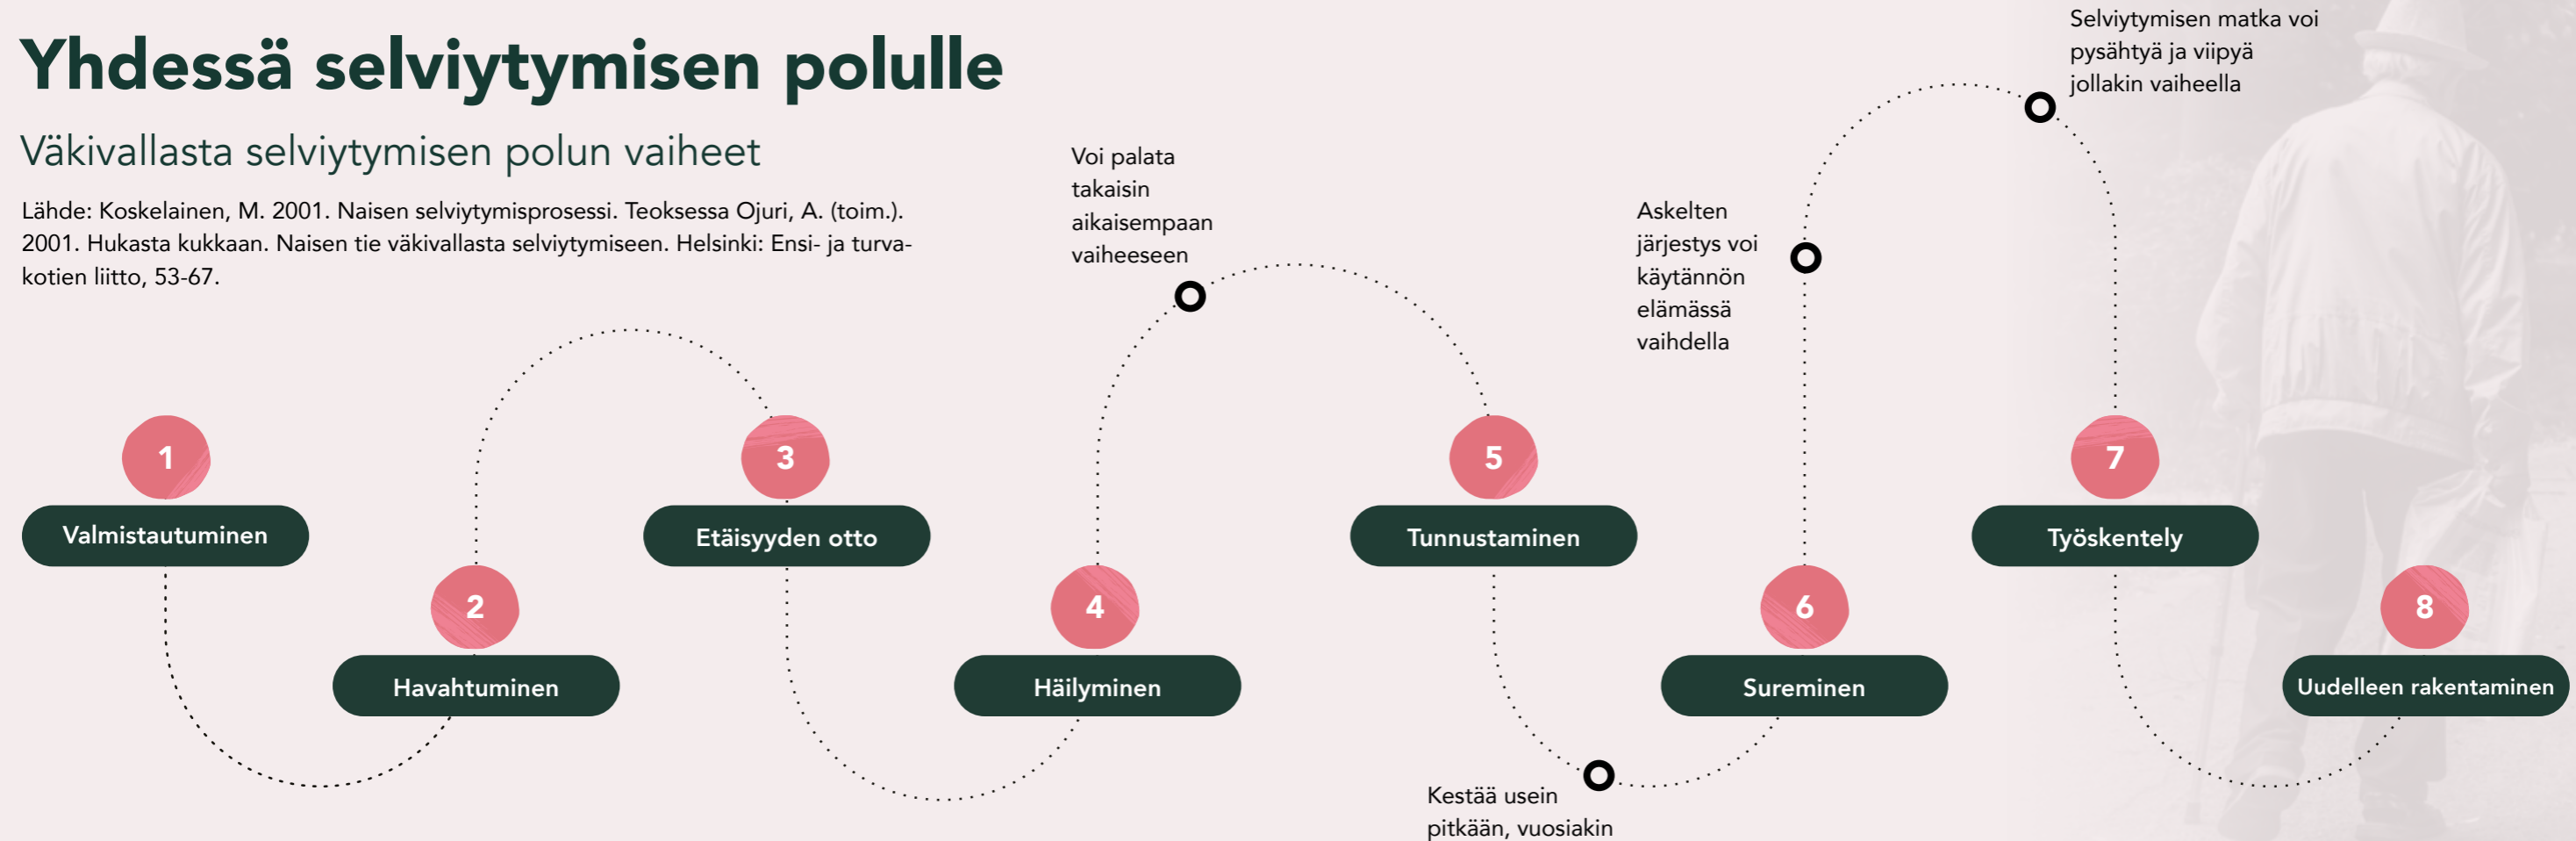 Yhdessä selviytymisen polulle
Väkivallasta selviytymisen polun vaiheet
Lähde: Koskelainen, M. 2001. Naisen selviytymisprosessi. Teoksessa Ojuri, A. (toim.).
2001. Hukasta kukkaan. Naisen tie väkivallasta selviytymiseen. Helsinki: Ensi- ja turva-
kotien liitto, 53-67.
1
Valmistautuminen
2
Havahtuminen
3
Etäisyyden otto
4
Häilyminen
Voi palata
takaisin
aikaisempaan
vaiheeseen
5
Tunnustaminen
Kestää usein
pitkään, vuosiakin
6
Sureminen
Askelten
järjestys voi
käytännön
elämässä
vaihdella
Selviytymisen matka voi
pysähtyä ja viipyä
jollakin vaiheella
7
Työskentely
8
Uudelleen rakentaminen